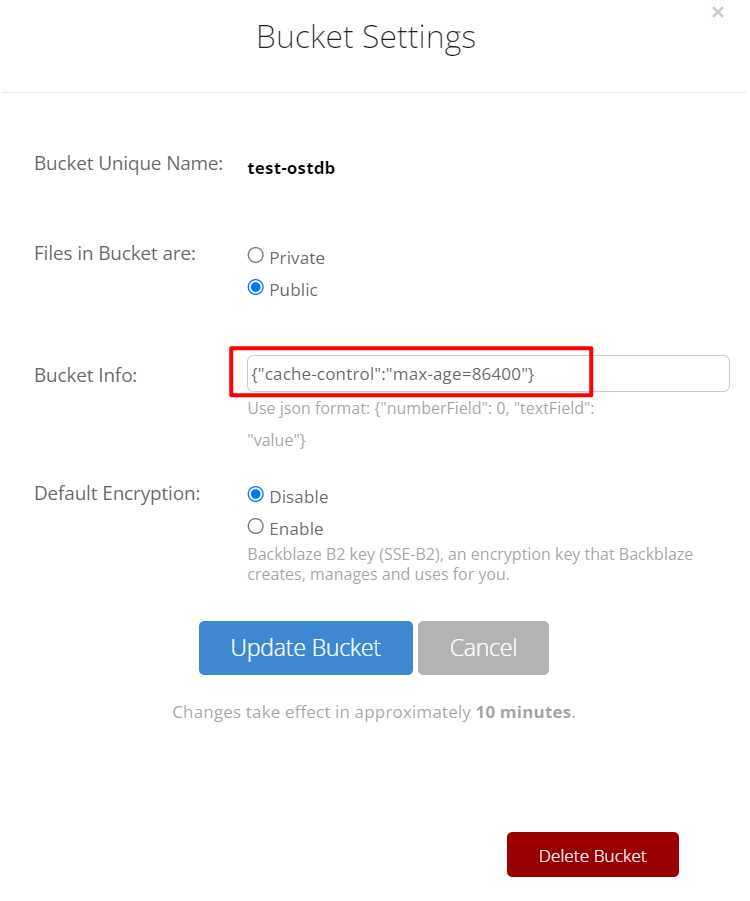 ×
Bucket Settings
Bucket Unique Name: test-ostdb
Files in Bucket are: Private
Public
Bucket Info: {"cache-control":"max-age=86400"}
Use json format: {"numberField": 0, "textField":
"value"}
Default Encryption: Disable
Enable
Backblaze B2 key (SSE-B2), an encryption key that Backblaze
creates, manages and uses for you.
Update Bucket Cancel
Changes take effect in approximately 10 minutes.
Delete Bucket